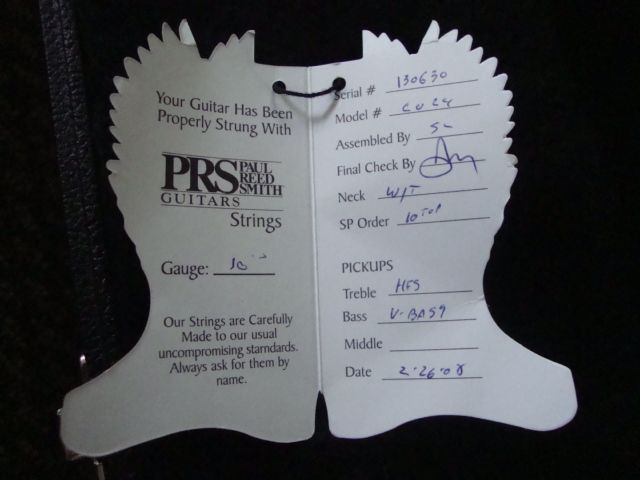 Your Guitar Has Been
Properly Strung With
PRS PAUL
REED
SMITH
GUITARS
Strings
Gauge: 10
Our Strings are Carefully
Made to our usual
uncompromising starndards.
Always ask for them by
name.
Serial # 130630
Model # CU24
Assembled By
Final Check By
Neck W/T
SP Order 10 TOP
PICKUPS
Treble HFS
Bass V-BASS
Middle
Date 2-26-08